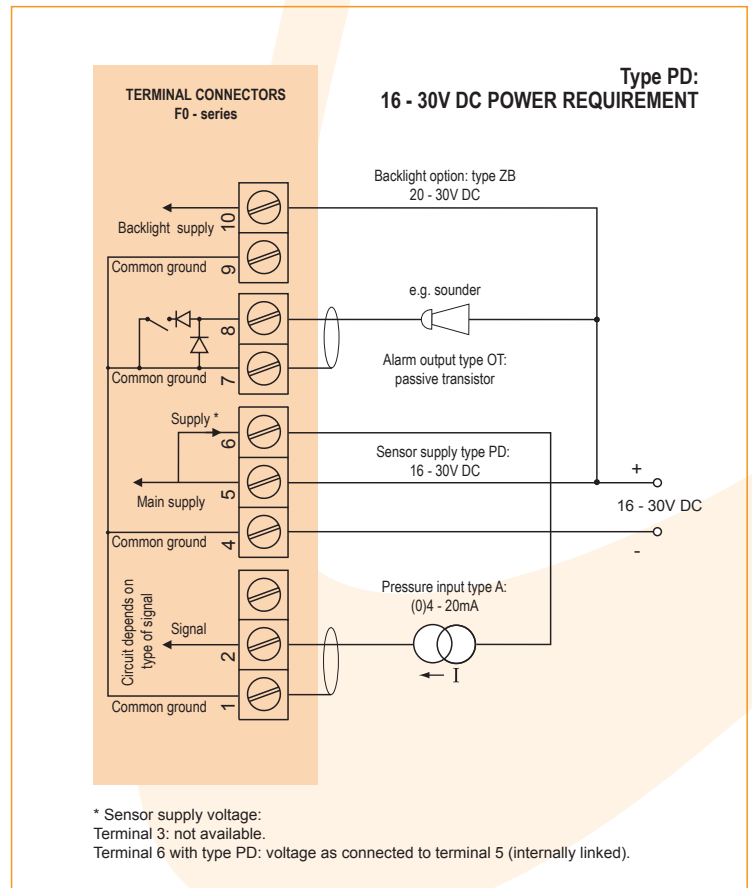 Type PD:
16 - 30V DC POWER REQUIREMENT
TERMINAL CONNECTORS
F0 - series
Backlight option: type ZB
20 - 30V DC
10
Backlight supply
9
Common ground
e.g. sounder
8
Alarm output type OT:
passive transistor
7
Common ground
Supply *
6
Sensor supply type PD:
16 - 30V DC
5
Main supply
+
16 - 30V DC
-
4
Common ground
Circuit depends on
type of signal
Pressure input type A:
(0)4 - 20mA
Signal
2
I
1
Common ground
* Sensor supply voltage:
Terminal 3: not available.
Terminal 6 with type PD: voltage as connected to terminal 5 (internally linked).